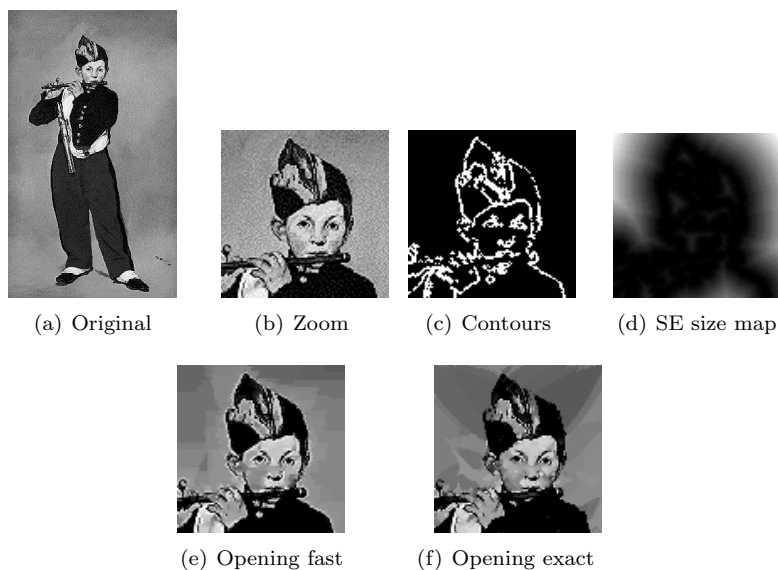 (a) Original
(b) Zoom
(c) Contours
(d) SE size map
(e) Opening fast
(f) Opening exact